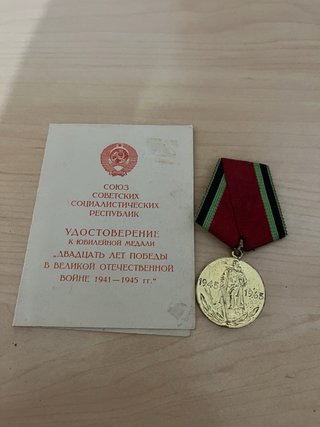 СОЮЗ
СОВЕТСКИХ
СОЦИАЛИСТИЧЕСКИХ
РЕСПУБЛИК
УДОСТОВЕРЕНИЕ
К ЮБИЛЕЙНОЙ МЕДАЛИ
„ДВАДЦАТЬ ЛЕТ ПОБЕДЫ
В ВЕЛИКОЙ ОТЕЧЕСТВЕННОЙ
ВОЙНЕ 1941—1945 гг."
1945 1965